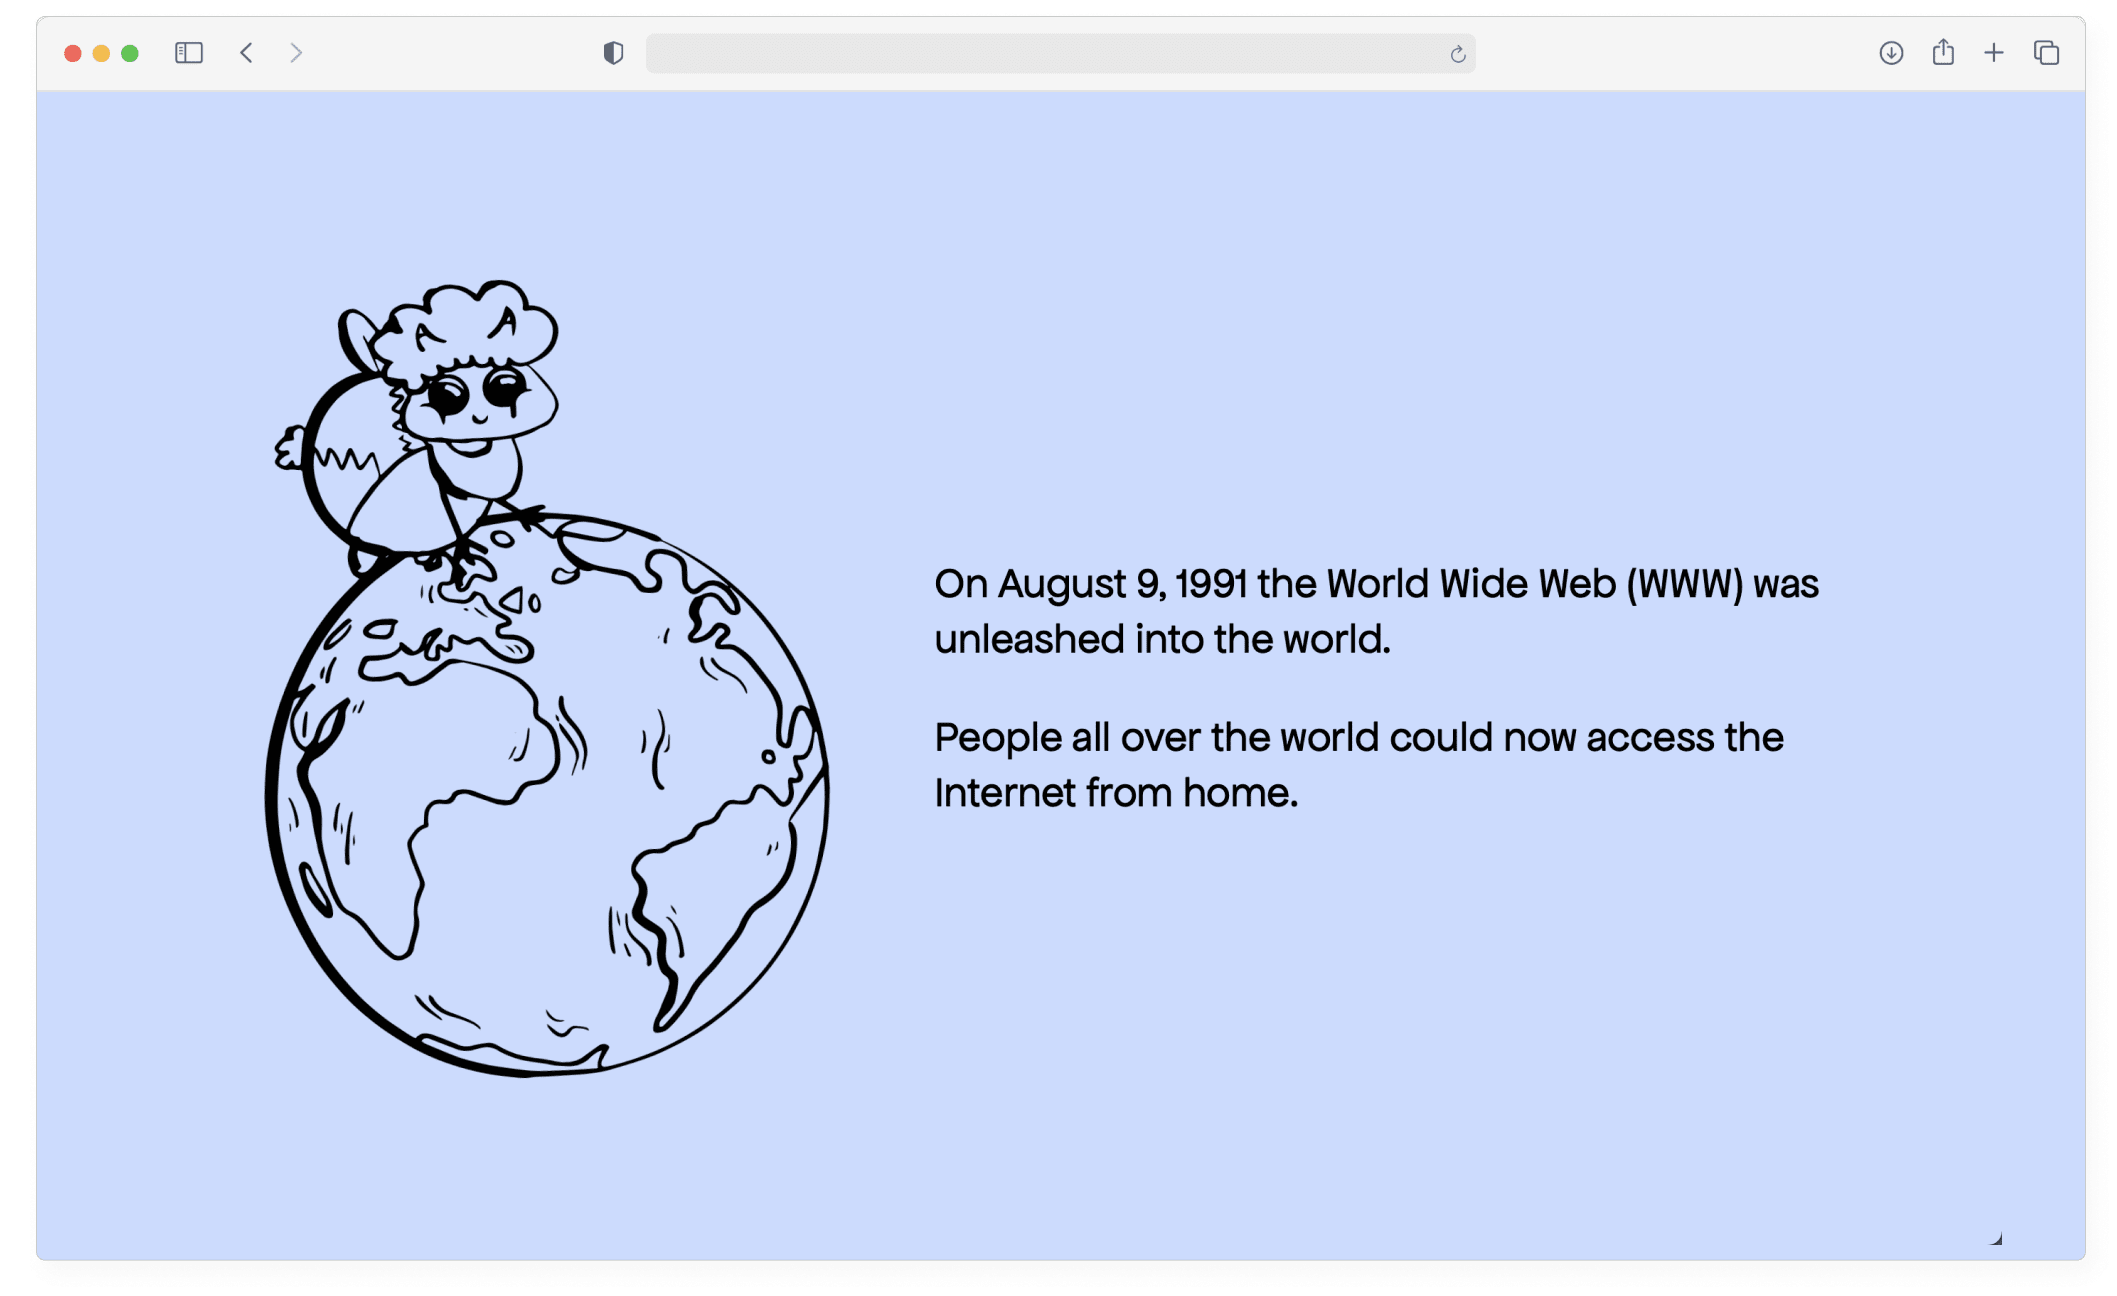 On August 9, 1991 the World Wide Web (WWW) was
unleashed into the world.
People all over the world could now access the
Internet from home.